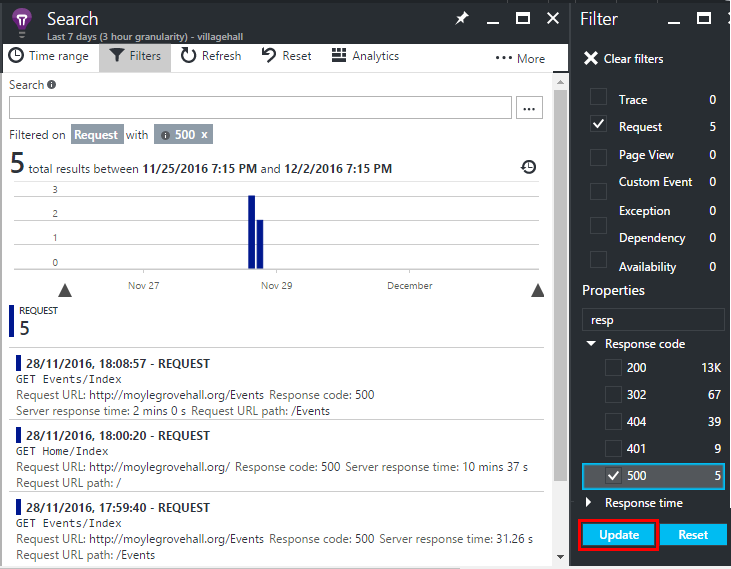 Search
Last 7 days (3 hour granularity) - villagehall
Time range Filters Refresh Reset Analytics ••• More
Search
...
Filtered on Request with 500 x
5 total results between 11/25/2016 7:15 PM and 12/2/2016 7:15 PM
3
2
1
0
Nov 27 Nov 29 December
REQUEST
5
28/11/2016, 18:08:57 - REQUEST
GET Events/Index
Request URL: http://moylegrovehall.org/Events Response code: 500
Server response time: 2 mins 0 s Request URL path: /Events
28/11/2016, 18:00:20 - REQUEST
GET Home/Index
Request URL: http://moylegrovehall.org/ Response code: 500 Server response time: 10 mins 37 s
Request URL path: /
28/11/2016, 17:59:40 - REQUEST
GET Events/Index
Request URL: http://moylegrovehall.org/Events Response code: 500 Server response time: 31.26 s
Request URL path: /Events
Filter
Clear filters
Trace 0
Request 5
Page View 0
Custom Event 0
Exception 0
Dependency 0
Availability 0
Properties
resp
Response code
200 13K
302 67
404 39
401 9
500 5
Response time
Update Reset